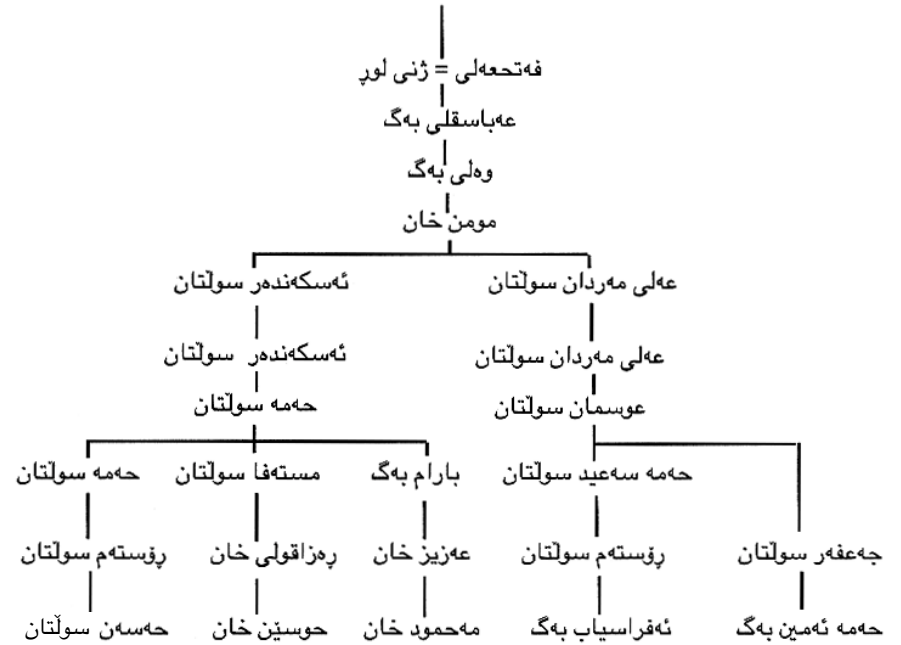 فەتحعەلی = ژنی لوڕ
عەباسقلی بەگ
وەلی بەگ
مومن خان
عەلی مەردان سوڵتان ئەسکەندەر سوڵتان
عەلی مەردان سوڵتان ئەسکەندەر سوڵتان
عوسمان سوڵتان حەمە سوڵتان
حەمە سەعید سوڵتان بارام بەگ مستەفا سوڵتان حەمە سوڵتان
جەعفەر سوڵتان ڕۆستەم سوڵتان عەزیز خان ڕەزاقولی خان ڕۆستەم سوڵتان
حەمە ئەمین بەگ ئەفراسیاب بەگ مەحمود خان حوسێن خان حەسەن سوڵتان